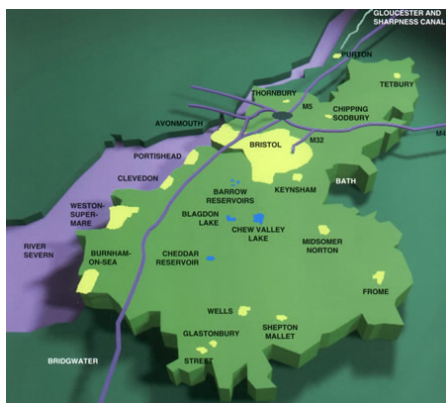 GLOUCESTER AND
SHARPNESS CANAL
PURTON
TETBURY
THORNBURY
M5
CHIPPING
SODBURY
AVONMOUTH
M4
M32
BRISTOL
PORTISHEAD
CLEVEDON
KEYNSHAM
BATH
BARROW
RESERVOIRS
WESTON-
SUPER-
MARE
BLAGDON
LAKE
CHEW VALLEY
LAKE
MIDSOMER
NORTON
RIVER
SEVERN
BURNHAM-
ON-SEA
CHEDDAR
RESERVOIR
FROME
WELLS
SHEPTON
MALLET
GLASTONBURY
STREET
BRIDGWATER